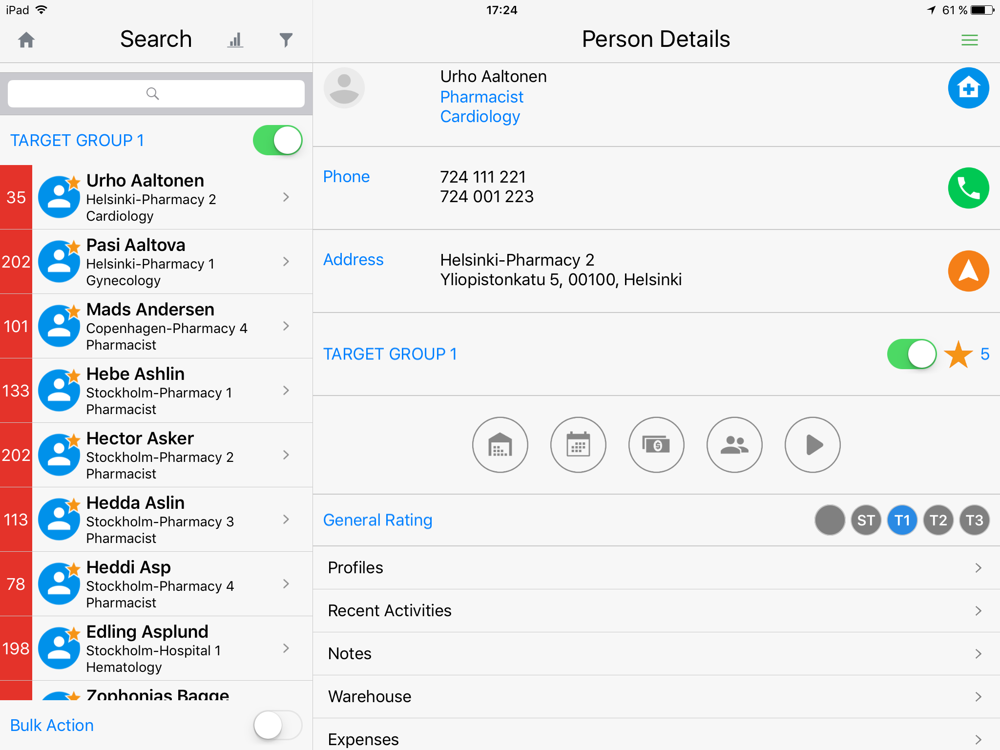 iPad
17:24
61 %
Search
Person Details
TARGET GROUP 1
35
Urho Aaltonen
Helsinki-Pharmacy 2
Cardiology
202
Pasi Aaltova
Helsinki-Pharmacy 1
Gynecology
101
Mads Andersen
Copenhagen-Pharmacy 4
Pharmacist
133
Hebe Ashlin
Stockholm-Pharmacy 1
Pharmacist
202
Hector Asker
Stockholm-Pharmacy 2
Pharmacist
113
Hedda Aslin
Stockholm-Pharmacy 3
Pharmacist
78
Heddi Asp
Stockholm-Pharmacy 4
Pharmacist
198
Edling Asplund
Stockholm-Hospital 1
Hematology
Zophonias Bagge
Bulk Action
Urho Aaltonen
Pharmacist
Cardiology
Phone
724 111 221
724 001 223
Address
Helsinki-Pharmacy 2
Yliopistonkatu 5, 00100, Helsinki
TARGET GROUP 1
5
General Rating
ST T1 T2 T3
Profiles
Recent Activities
Notes
Warehouse
Expenses